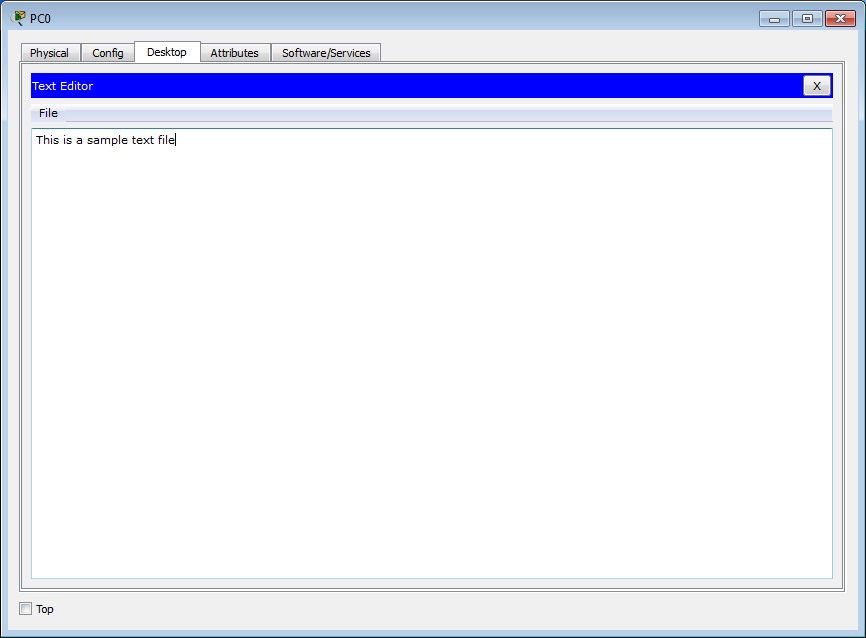 PC0
Physical Config Desktop Attributes Software/Services
Text Editor X
File
This is a sample text file
Top